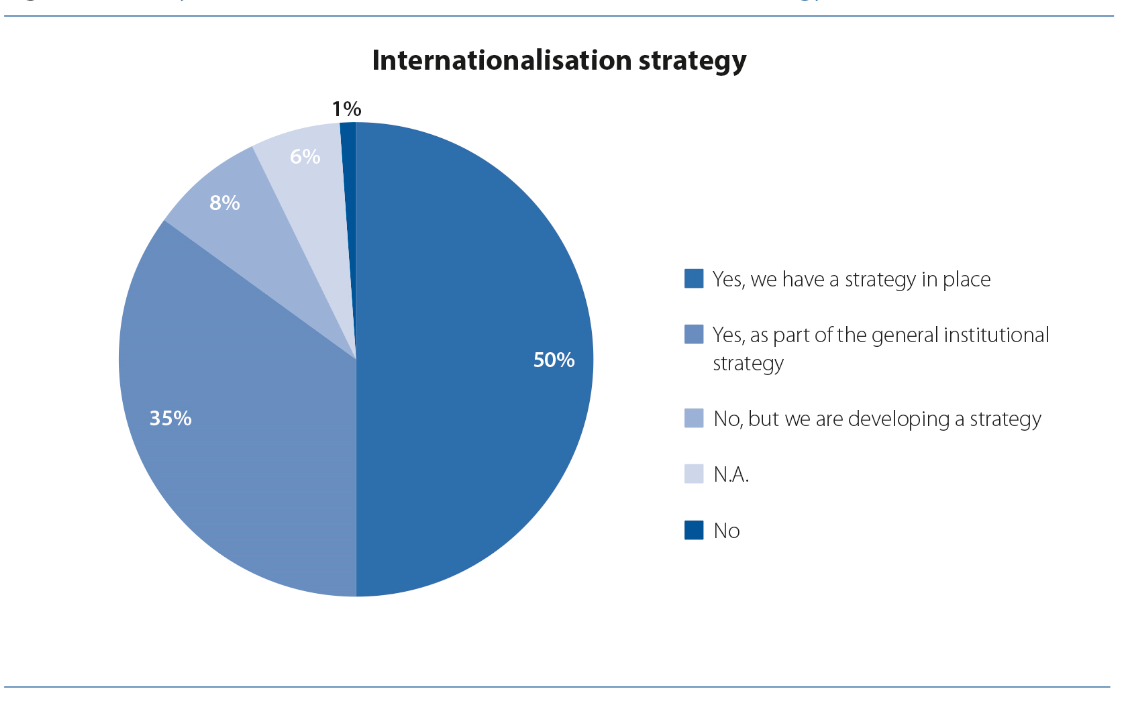 Internationalisation strategy
1%
6%
8%
50%
35%
Yes, we have a strategy in place
Yes, as part of the general institutional
strategy
No, but we are developing a strategy
N.A.
No